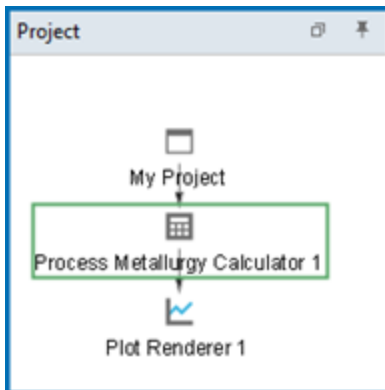 Project
My Project
Process Metallurgy Calculator 1
Plot Renderer 1